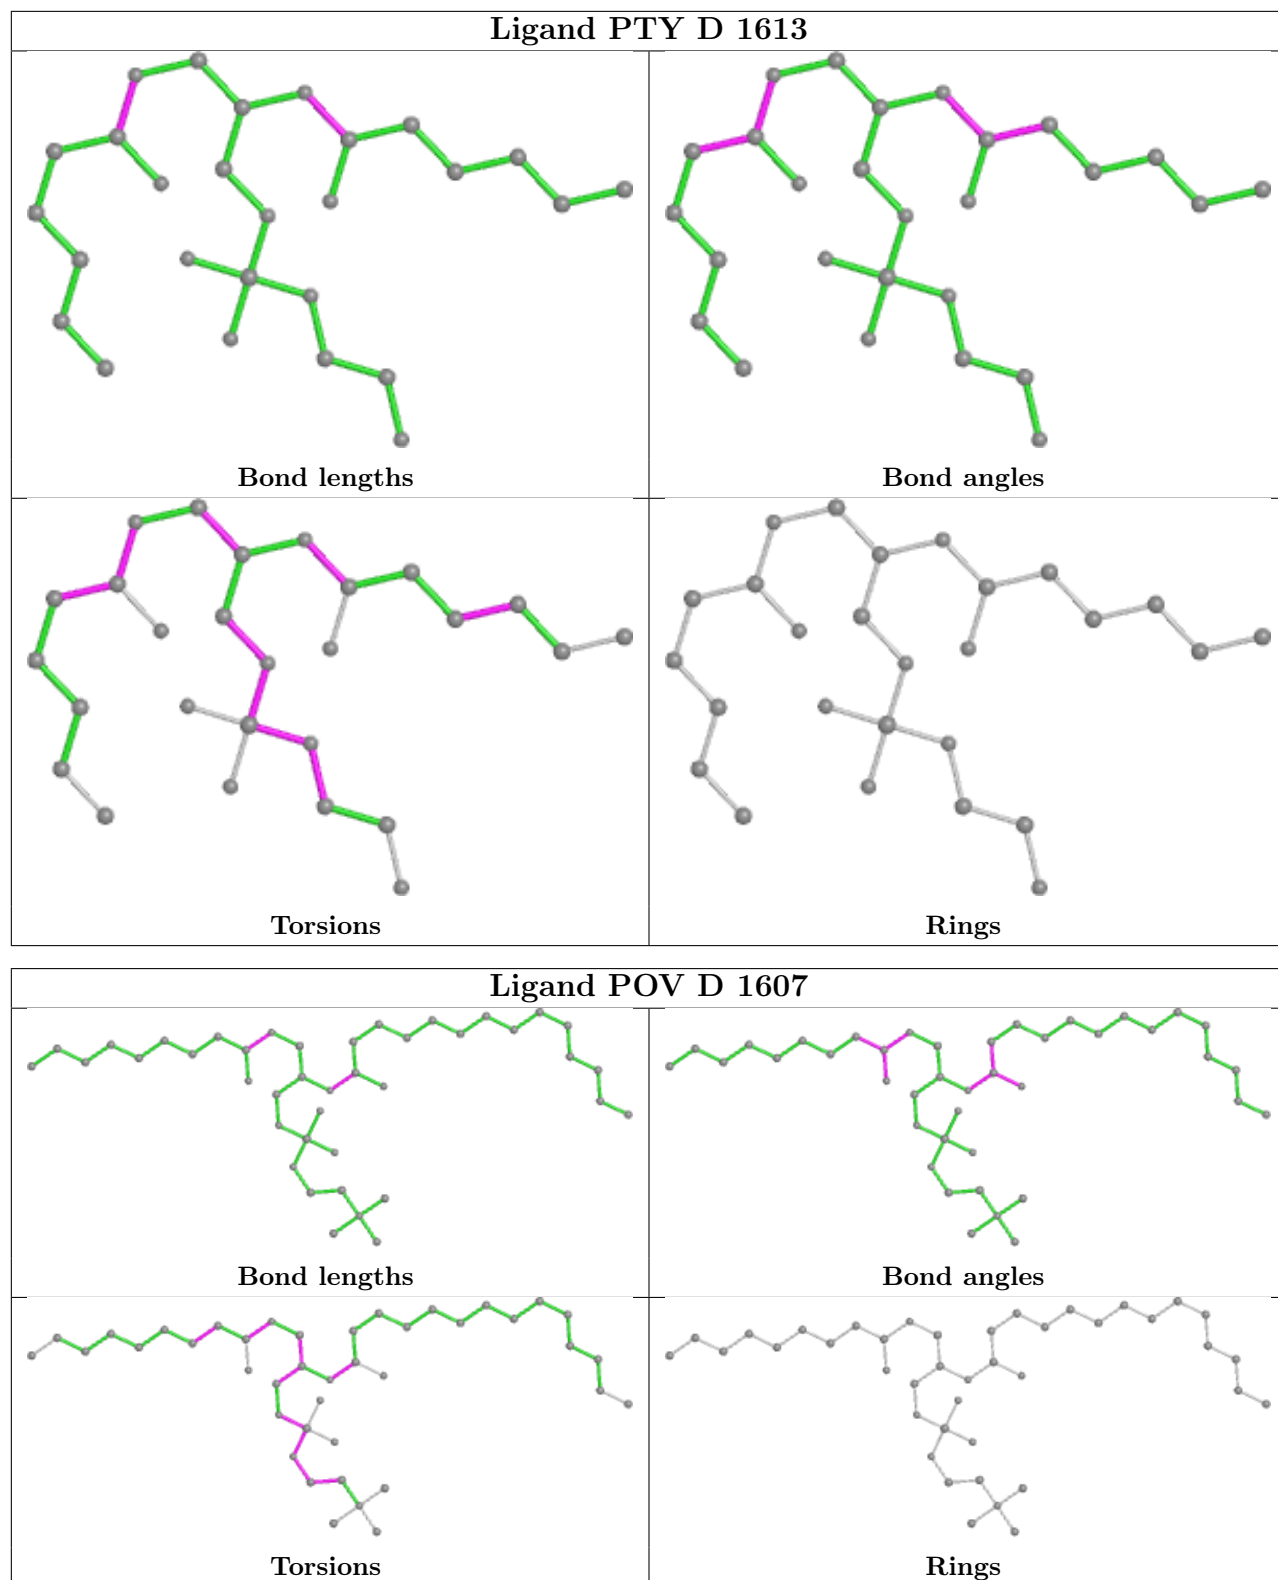 Ligand PTY D 1613
Bond lengths
Bond angles
Torsions
Rings
Ligand POV D 1607
Bond lengths
Bond angles
Torsions
Rings